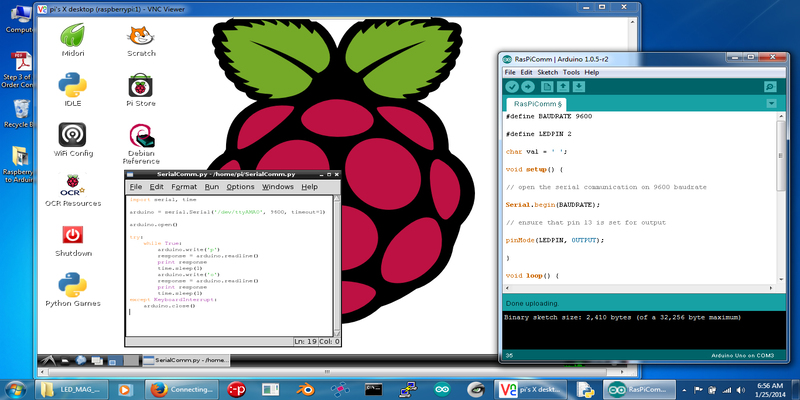 pi's X desktop (raspberrypi:1) - VNC Viewer
Compute
Step 3 of
Order Con
Recycle B
Raspberry
to Arduino
Midori
Scratch
IDLE
Pi Store
WiFi Config
Debian
Reference
OCR
OCR Resources
Shutdown
Python Games
SerialComm.py - /home/pi/SerialComm.py
File Edit Format Run Options Windows Help
import serial, time
arduino = serial.Serial('/dev/ttyAMA0', 9600, timeout=1)
arduino.open()
try:
while True:
arduino.write('p')
response = arduino.readline()
print response
time.sleep(1)
arduino.write('o')
response = arduino.readline()
print response
time.sleep(1)
except KeyboardInterrupt:
arduino.close()
Ln: 19 Col: 0
SerialComm.py - /home...
RasPiComm | Arduino 1.0.5-r2
File Edit Sketch Tools Help
RasPiComm §
#define BAUDRATE 9600
#define LEDPIN 2
char val = ' ';
void setup() {
// open the serial communication on 9600 baudrate
Serial.begin(BAUDRATE);
// ensure that pin 13 is set for output
pinMode(LEDPIN, OUTPUT);
}
void loop() {
Done uploading.
Binary sketch size: 2,410 bytes (of a 32,256 byte maximum)
36
Arduino Uno on COM3
LED_MAG_...
Connecting...
pi's X deskt...
RasPiCom...
6:56 AM
1/25/2014